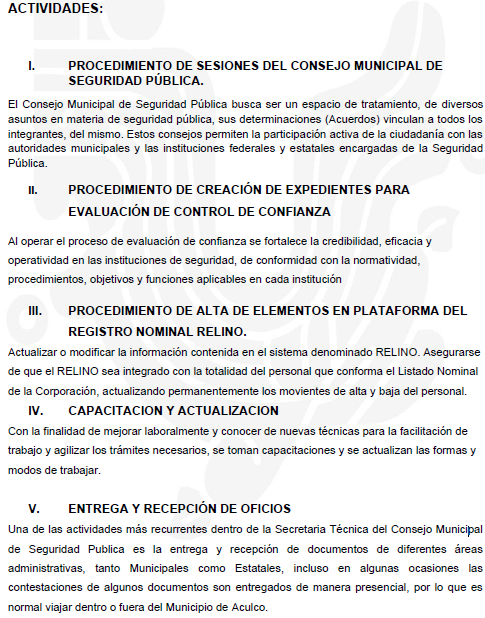 ACTIVIDADES:
I. PROCEDIMIENTO DE SESIONES DEL CONSEJO MUNICIPAL DE
SEGURIDAD PÚBLICA.
El Consejo Municipal de Seguridad Pública busca ser un espacio de tratamiento, de diversos
asuntos en materia de seguridad pública, sus determinaciones (Acuerdos) vinculan a todos los
integrantes, del mismo. Estos consejos permiten la participación activa de la ciudadanía con las
autoridades municipales y las instituciones federales y estatales encargadas de la Seguridad
Pública.
II. PROCEDIMIENTO DE CREACIÓN DE EXPEDIENTES PARA
EVALUACIÓN DE CONTROL DE CONFIANZA
Al operar el proceso de evaluación de confianza se fortalece la credibilidad, eficacia y
operatividad en las instituciones de seguridad, de conformidad con la normatividad,
procedimientos, objetivos y funciones aplicables en cada institución
III. PROCEDIMIENTO DE ALTA DE ELEMENTOS EN PLATAFORMA DEL
REGISTRO NOMINAL RELINO.
Actualizar o modificar la información contenida en el sistema denominado RELINO. Asegurarse
de que el RELINO sea integrado con la totalidad del personal que conforma el Listado Nominal
de la Corporación, actualizando permanentemente los movientes de alta y baja del personal.
IV. CAPACITACION Y ACTUALIZACION
Con la finalidad de mejorar laboralmente y conocer de nuevas técnicas para la facilitación de
trabajo y agilizar los trámites necesarios, se toman capacitaciones y se actualizan las formas y
modos de trabajar.
V. ENTREGA Y RECEPCIÓN DE OFICIOS
Una de las actividades más recurrentes dentro de la Secretaria Técnica del Consejo Municipal
de Seguridad Publica es la entrega y recepción de documentos de diferentes áreas
administrativas, tanto Municipales como Estatales, incluso en algunas ocasiones las
contestaciones de algunos documentos son entregados de manera presencial, por lo que es
normal viajar dentro o fuera del Municipio de Aculco.